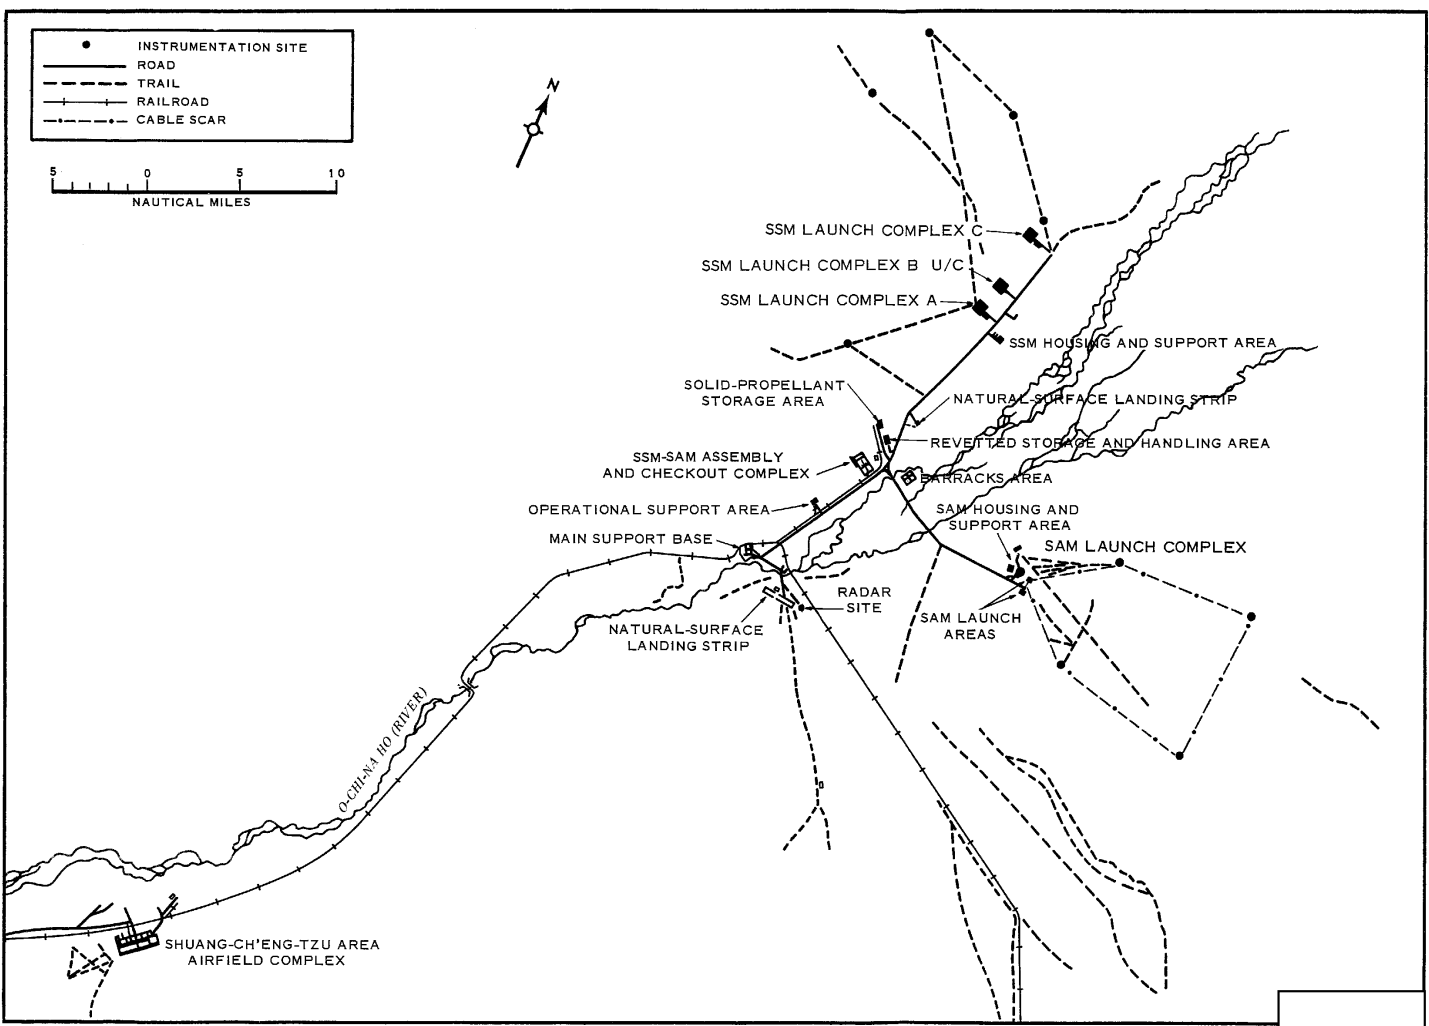 INSTRUMENTATION SITE
ROAD
TRAIL
RAILROAD
CABLE SCAR
N
5 0 5 10
NAUTICAL MILES
SSM LAUNCH COMPLEX C
SSM LAUNCH COMPLEX B U/C
SSM LAUNCH COMPLEX A
SSM HOUSING AND SUPPORT AREA
SOLID-PROPELLANT
STORAGE AREA
NATURAL-SURFACE LANDING STRIP
REVETTED STORAGE AND HANDLING AREA
SSM-SAM ASSEMBLY
AND CHECKOUT COMPLEX
BARRACKS AREA
OPERATIONAL SUPPORT AREA
SAM HOUSING AND
SUPPORT AREA
MAIN SUPPORT BASE
SAM LAUNCH COMPLEX
RADAR
SITE
SAM LAUNCH
AREAS
NATURAL-SURFACE
LANDING STRIP
O-CHI-NA HO (RIVER)
SHUANG-CH'ENG-TZU AREA
AIRFIELD COMPLEX